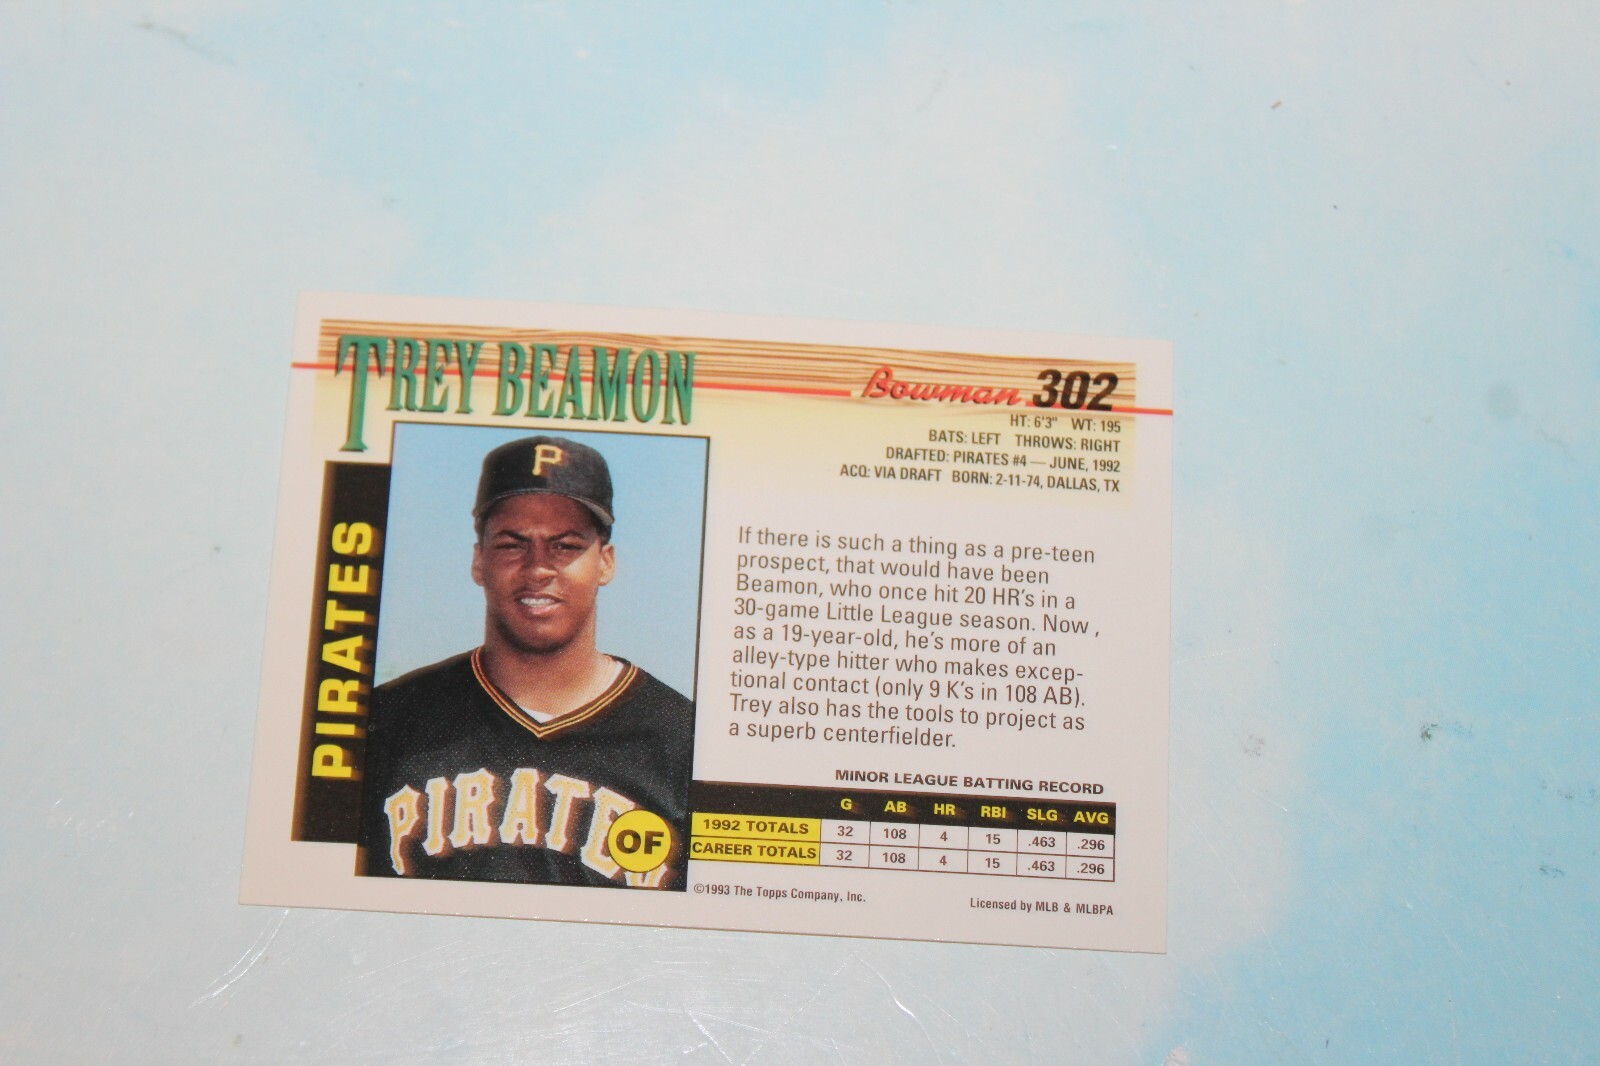 TREY BEAMON
Bowman 302
HT: 6'3" WT: 195
BATS: LEFT THROWS: RIGHT
DRAFTED: PIRATES #4 — JUNE, 1992
ACQ: VIA DRAFT BORN: 2-11-74, DALLAS, TX
PIRATES
P
PIRATES
OF
If there is such a thing as a pre-teen
prospect, that would have been
Beamon, who once hit 20 HR's in a
30-game Little League season. Now ,
as a 19-year-old, he's more of an
alley-type hitter who makes excep-
tional contact (only 9 K's in 108 AB).
Trey also has the tools to project as
a superb centerfielder.
MINOR LEAGUE BATTING RECORD
G AB HR RBI SLG AVG
1992 TOTALS 32 108 4 15 .463 .296
CAREER TOTALS 32 108 4 15 .463 .296
©1993 The Topps Company, Inc.
Licensed by MLB & MLBPA